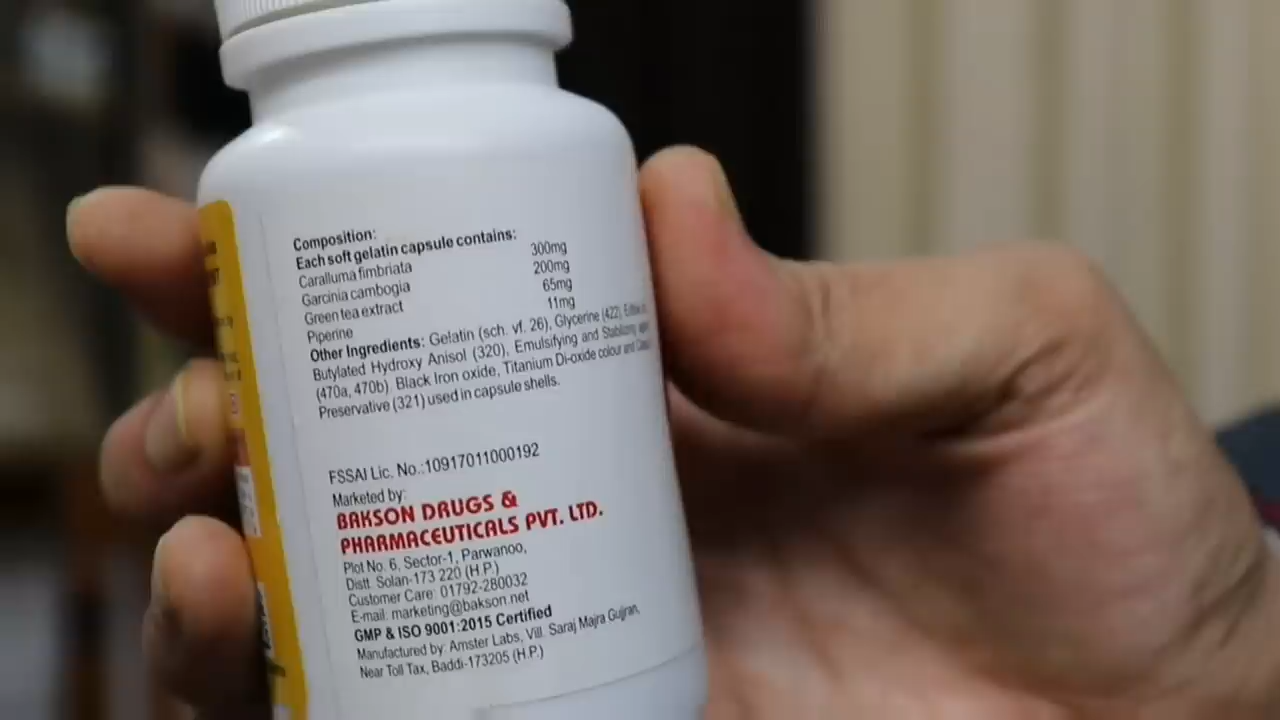 Composition:
Each soft gelatin capsule contains:
Caralluma fimbriata 300mg
Garcinia cambogia 200mg
Green tea extract 65mg
Piperine 11mg
Other Ingredients: Gelatin (sch. vf. 26), Glycerine (422),
Butylated Hydroxy Anisol (320), Emulsifying and Stabilizing
(470a, 470b). Black Iron oxide, Titanium Di-oxide colour and
Preservative (321) used in capsule shells.
FSSAI Lic. No.:10917011000192
Marketed by:
BAKSON DRUGS &
PHARMACEUTICALS PVT. LTD.
Plot No. 6, Sector-1, Parwanoo,
Distt. Solan-173 220 (H.P.)
Customer Care: 01792-280032
E-mail: marketing@bakson.net
GMP & ISO 9001:2015 Certified
Manufactured by: Amster Labs, Vill. Saraj Majra Gujran,
Near Toll Tax, Baddi-173205 (H.P.)